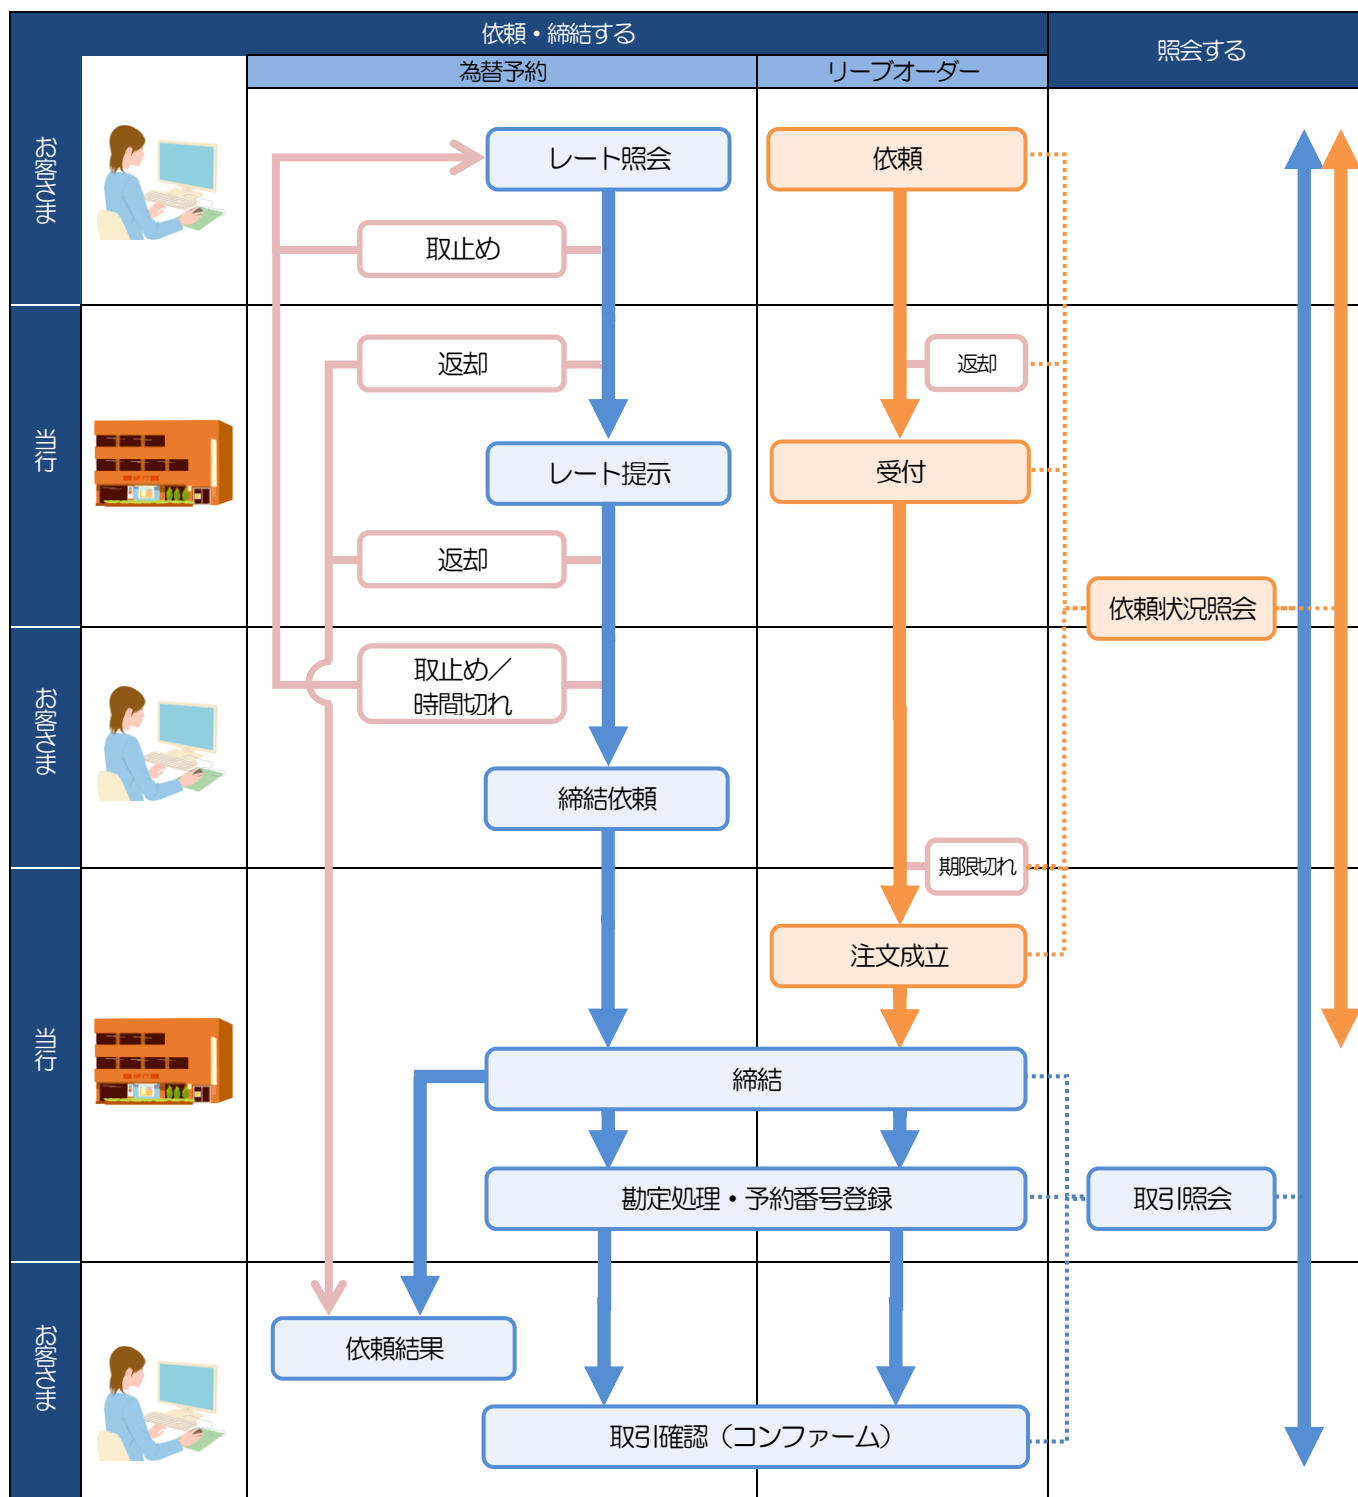 依頼・締結する
照会する
為替予約
リーブオーダー
お客さま
レート照会
依頼
取止め
当行
返却
返却
レート提示
受付
返却
依頼状況照会
お客さま
取止め／
時間切れ
締結依頼
期限切れ
当行
注文成立
締結
勘定処理・予約番号登録
取引照会
お客さま
依頼結果
取引確認（コンファーム）